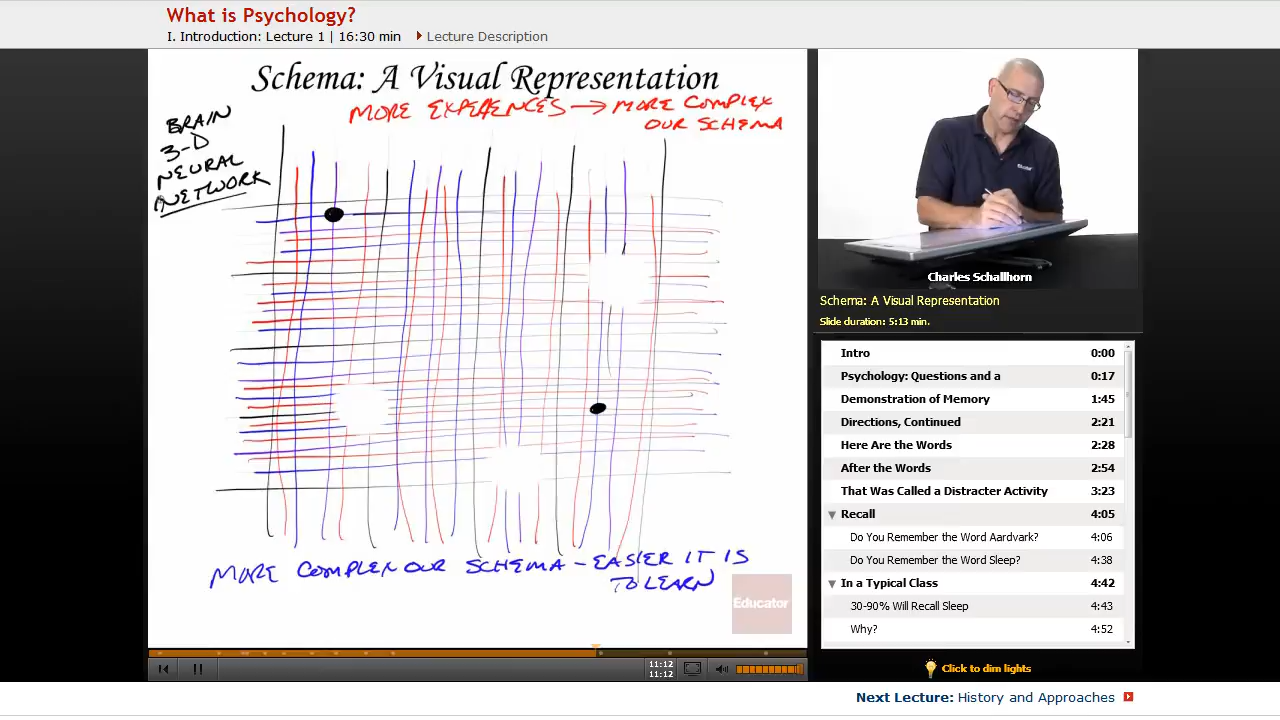 What is Psychology?
I. Introduction: Lecture 1 | 16:30 min
Lecture Description
Schema: A Visual Representation
MORE EXPERIENCES → MORE COMPLEX
OUR SCHEMA
BRAIN
3-D
NEURAL
NETWORK
MORE COMPLEX OUR SCHEMA - EASIER IT IS
TO LEARN
Educator
11:12
11:12
Charles Schallhorn
Schema: A Visual Representation
Slide duration: 5:13 min.
Intro 0:00
Psychology: Questions and a 0:17
Demonstration of Memory 1:45
Directions, Continued 2:21
Here Are the Words 2:28
After the Words 2:54
That Was Called a Distracter Activity 3:23
Recall 4:05
Do You Remember the Word Aardvark? 4:06
Do You Remember the Word Sleep? 4:38
In a Typical Class 4:42
30-90% Will Recall Sleep 4:43
Why? 4:52
Click to dim lights
Next Lecture: History and Approaches